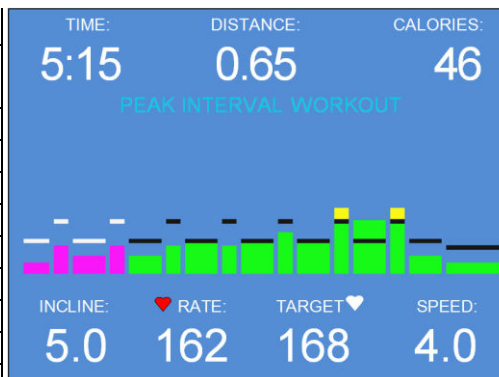 TIME: DISTANCE: CALORIES:
5:15 0.65 46
PEAK INTERVAL WORKOUT
INCLINE: RATE: TARGET SPEED:
5.0 162 168 4.0